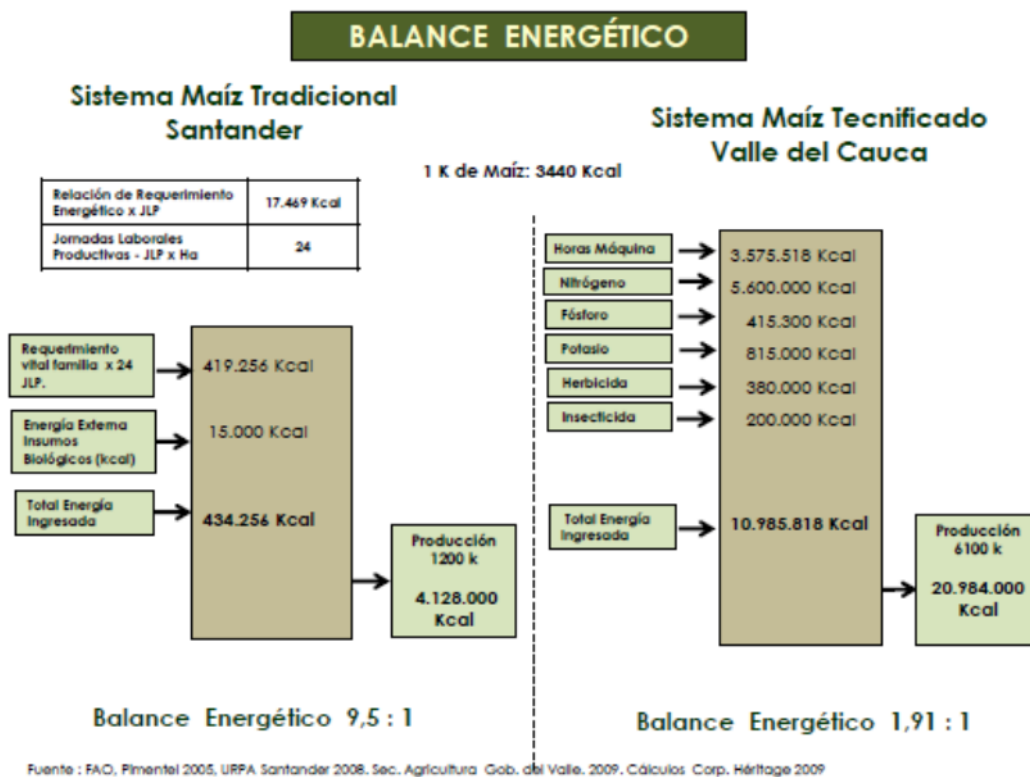 BALANCE ENERGÉTICO
Sistema Maíz Tradicional
Santander
Sistema Maíz Tecnificado
Valle del Cauca
1 K de Maíz: 3440 Kcal
Relación de Requerimiento
Energético x JLP
17.469 Kcal
Jornadas Laborales
Productivas - JLP x Ha
24
Requerimiento
vital familia x 24
JLP.
419.256 Kcal
Energía Externa
Insumos
Biológicos (kcal)
15.000 Kcal
Total Energía
Ingresada
434.256 Kcal
Producción
1200 k
4.128.000
Kcal
Balance Energético 9,5 : 1
Horas Máquina
3.575.518 Kcal
Nitrógeno
5.600.000 Kcal
Fósforo
415.300 Kcal
Potasio
815.000 Kcal
Herbicida
380.000 Kcal
Insecticida
200.000 Kcal
Total Energía
Ingresada
10.985.818 Kcal
Producción
6100 k
20.984.000
Kcal
Balance Energético 1,91 : 1
Fuente : FAO, Pimentel 2005, URPA Santander 2008. Sec. Agricultura Gob. del Valle. 2009. Cálculos Corp. Héritage 2009